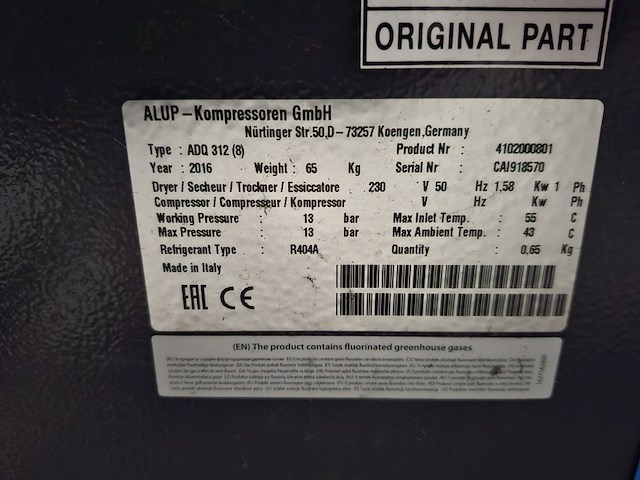 ORIGINAL PART
ALUP-Kompressoren GmbH
Nürtinger Str.50,D-73257 Koengen,Germany
Type : ADQ 312 (8) Product Nr : 4102000801
Year : 2016 Weight : 65 Kg Serial Nr : CAI918570
Dryer / Secheur / Trockner / Essiccatore 230 V 50 Hz 1,58 Kw 1 Ph
Compressor / Compresseur / Kompressor V Hz Kw Ph
Working Pressure : 13 bar Max Inlet Temp. : 55 C
Max Pressure : 13 bar Max Ambient Temp. : 43 C
Refrigerant Type : R404A Quantity : 0,65 Kg
Made in Italy
EAC CE
(EN) The product contains fluorinated greenhouse gases.